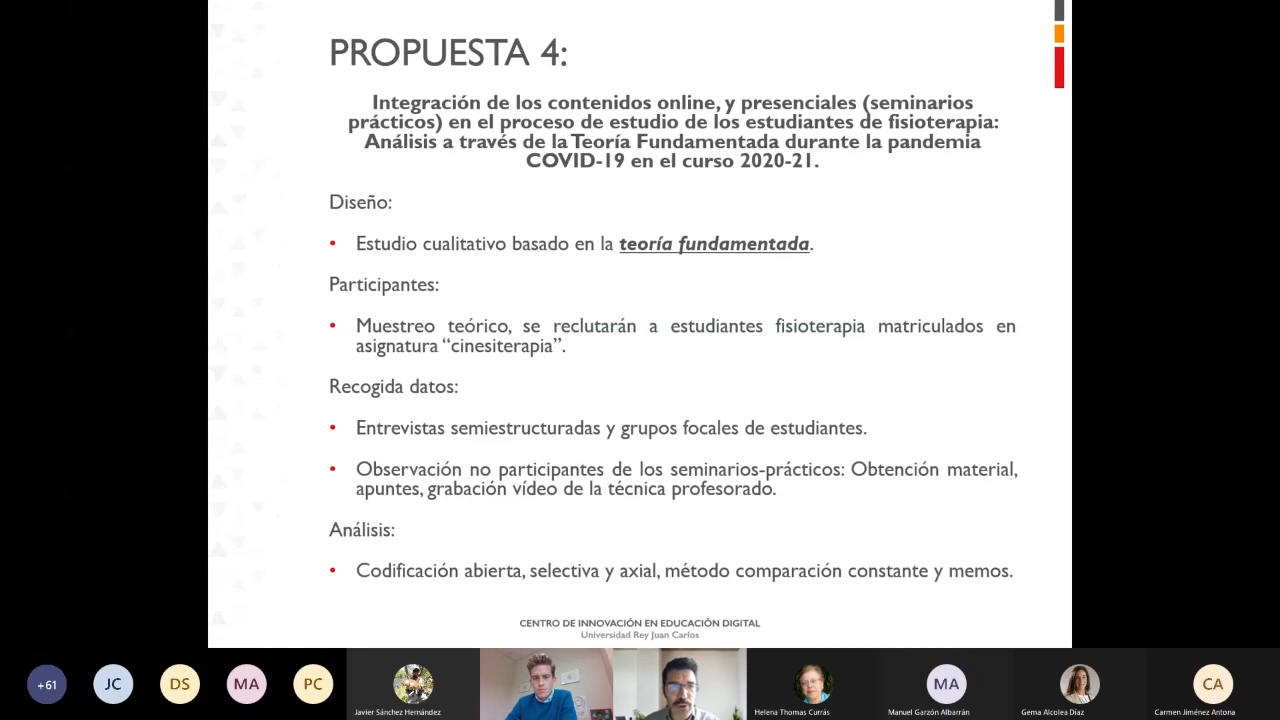 PROPUESTA 4:
Integración de los contenidos online, y presenciales (seminarios
prácticos) en el proceso de estudio de los estudiantes de fisioterapia:
Análisis a través de la Teoría Fundamentada durante la pandemia
COVID-19 en el curso 2020-21.
Diseño:
• Estudio cualitativo basado en la teoría fundamentada.
Participantes:
• Muestreo teórico, se reclutarán a estudiantes fisioterapia matriculados en
asignatura “cinesiterapia”.
Recogida datos:
• Entrevistas semiestructuradas y grupos focales de estudiantes.
• Observación no participantes de los seminarios-prácticos: Obtención material,
apuntes, grabación vídeo de la técnica profesorado.
Análisis:
• Codificación abierta, selectiva y axial, método comparación constante y memos.
CENTRO DE INNOVACIÓN EN EDUCACIÓN DIGITAL
Universidad Rey Juan Carlos
+61 JC DS MA PC MA CA
Javier Sánchez Hernández Helena Thomas Currás Manuel Garzón Albarrán Gema Alcolea Díaz Carmen Jiménez Antona